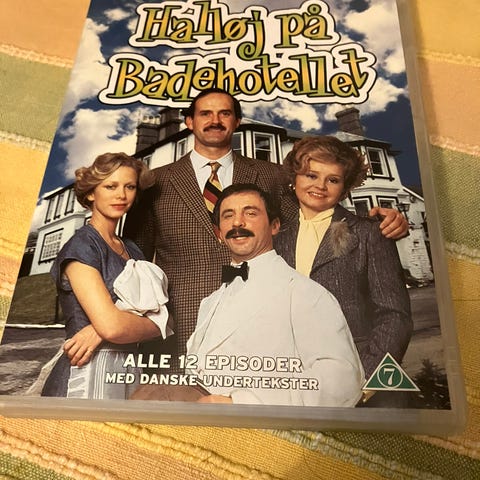 Halløj på
Badehotellet
ALLE 12 EPISODER
MED DANSKE UNDERTEKSTER
7